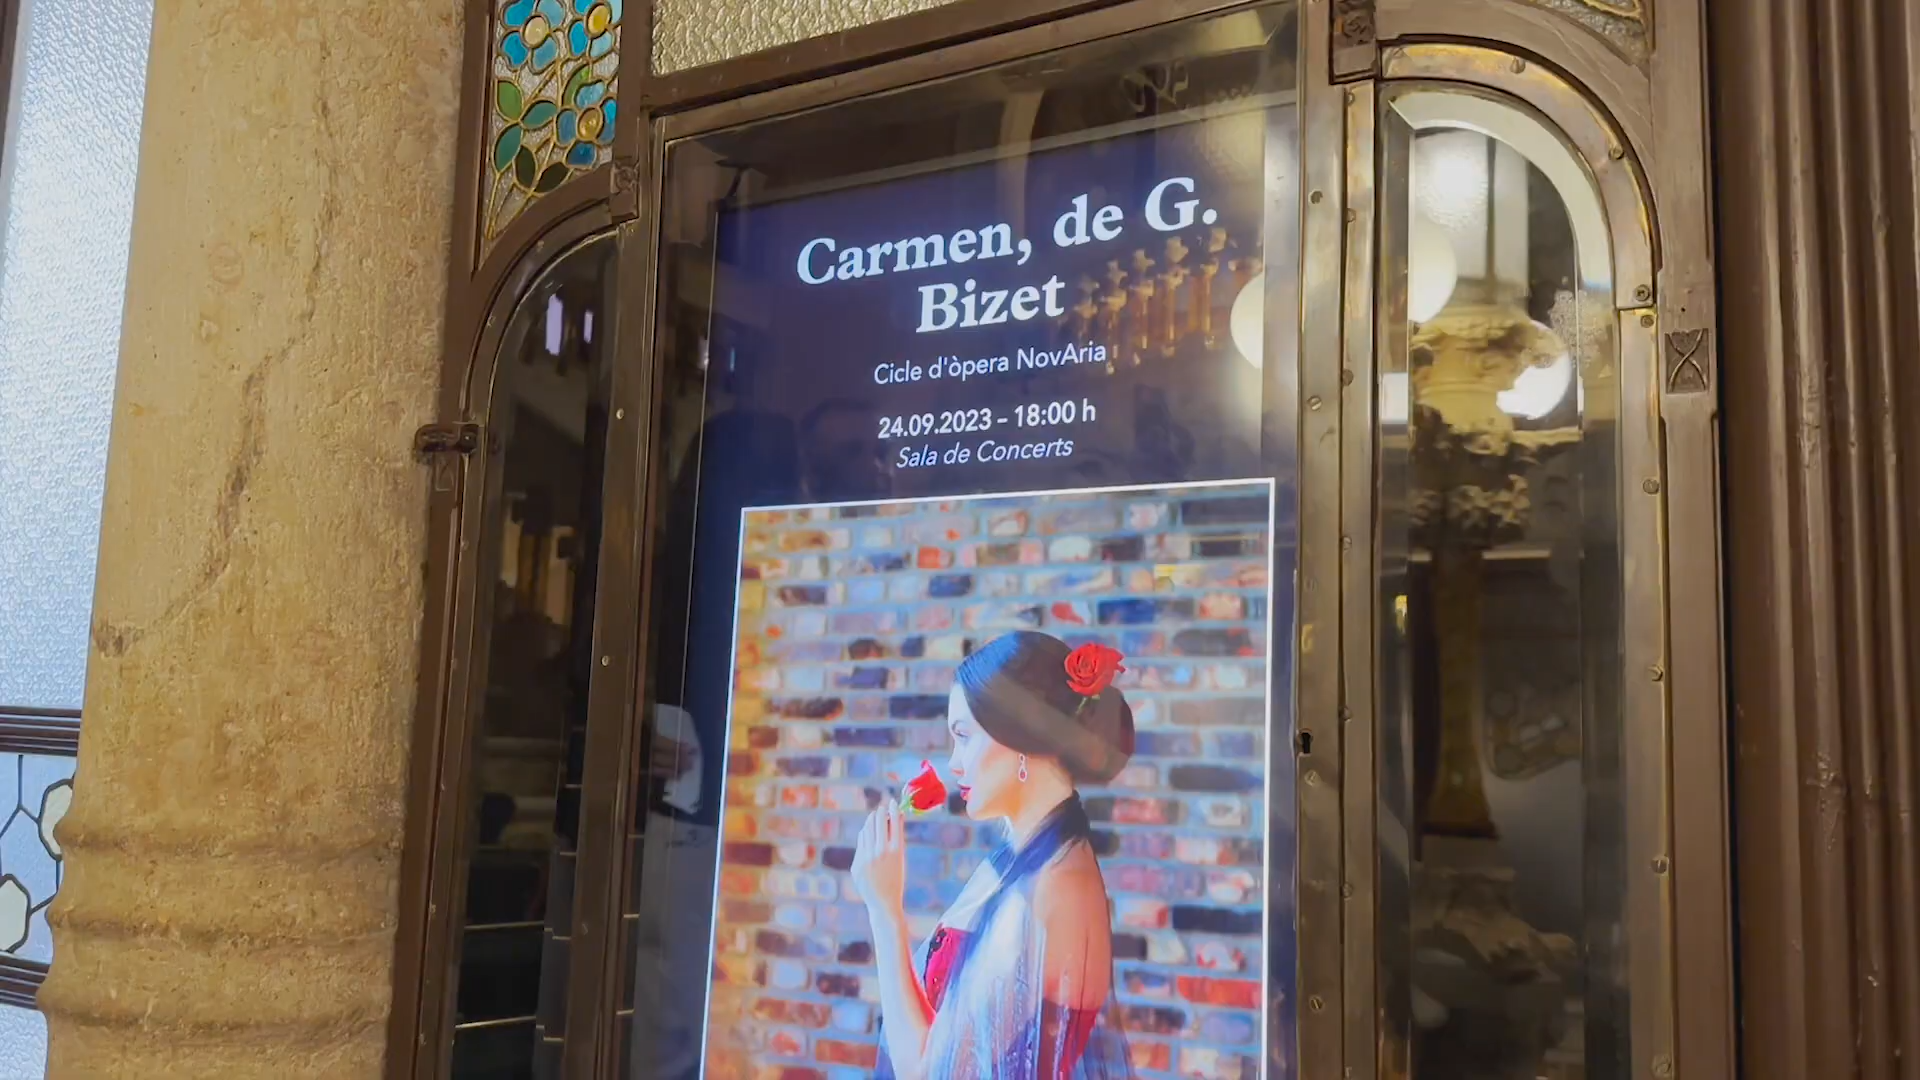 Carmen, de G.
Bizet
Cicle d'òpera NovAria
24.09.2023 - 18:00 h
Sala de Concerts